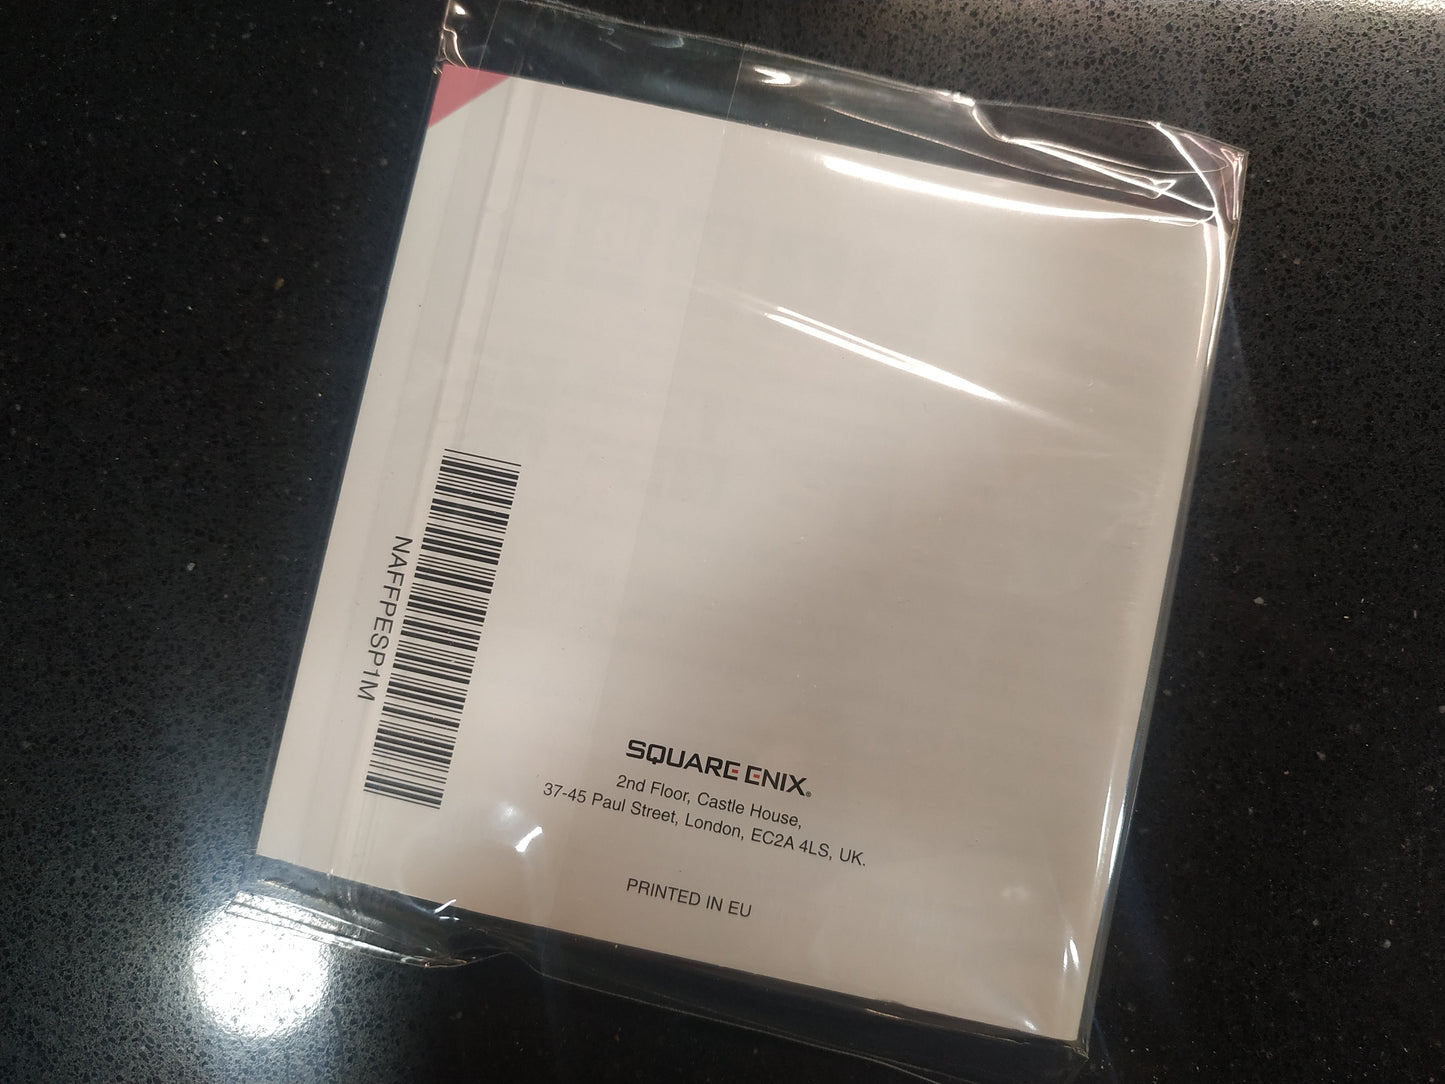 NAFFPESP1M
SQUARE ENIX®
2nd Floor, Castle House,
37-45 Paul Street, London, EC2A 4LS, UK.
PRINTED IN EU